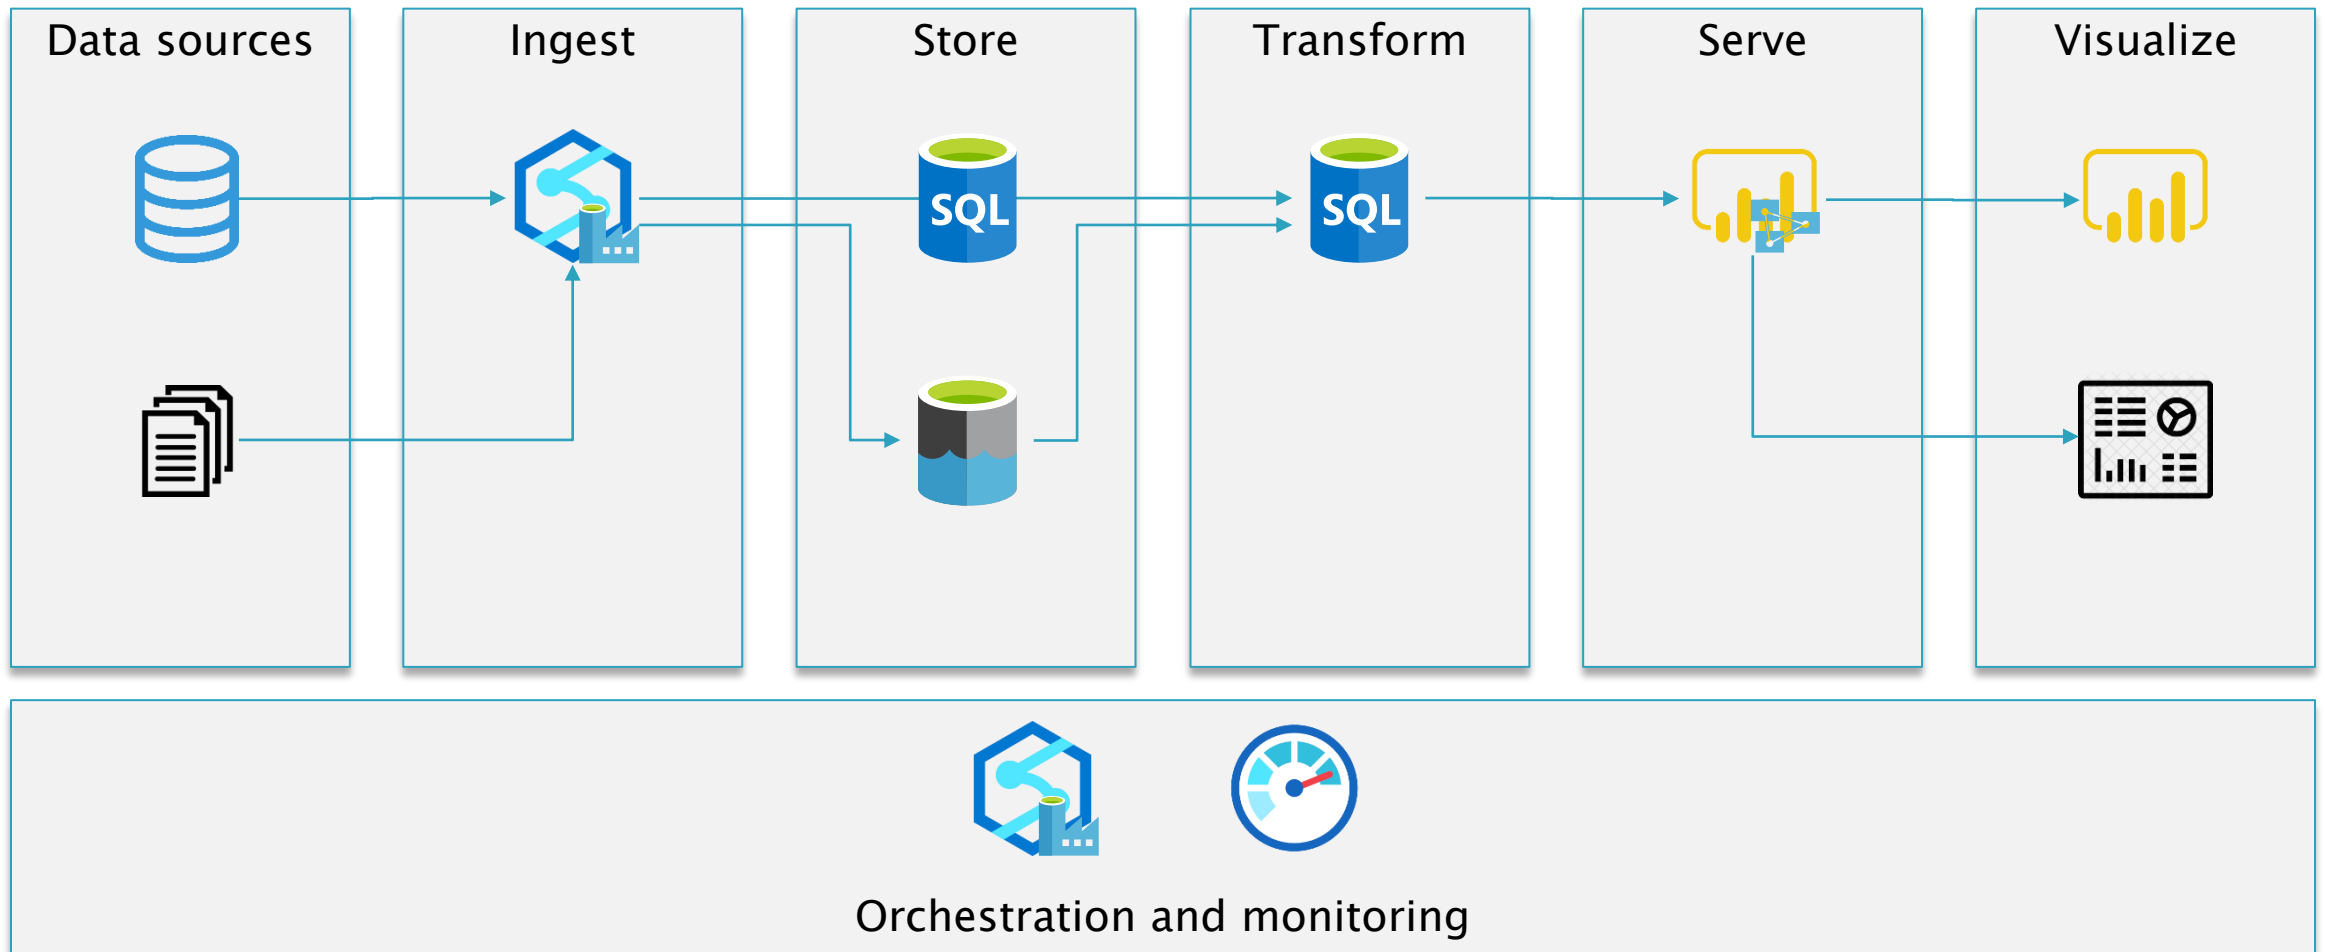 Data sources
Ingest
Store
Transform
Serve
Visualize
SQL
SQL
Orchestration and monitoring